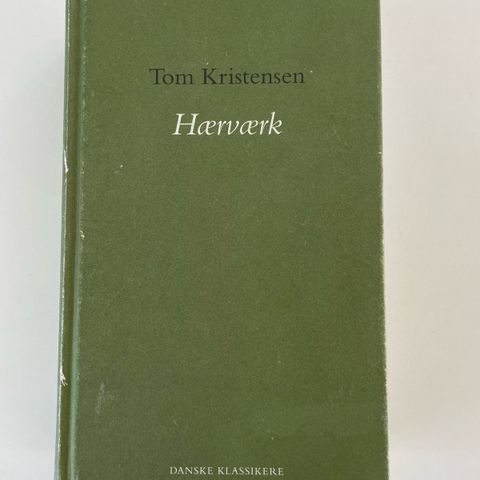 Tom Kristensen
Hærværk
DANSKE KLASSIKERE